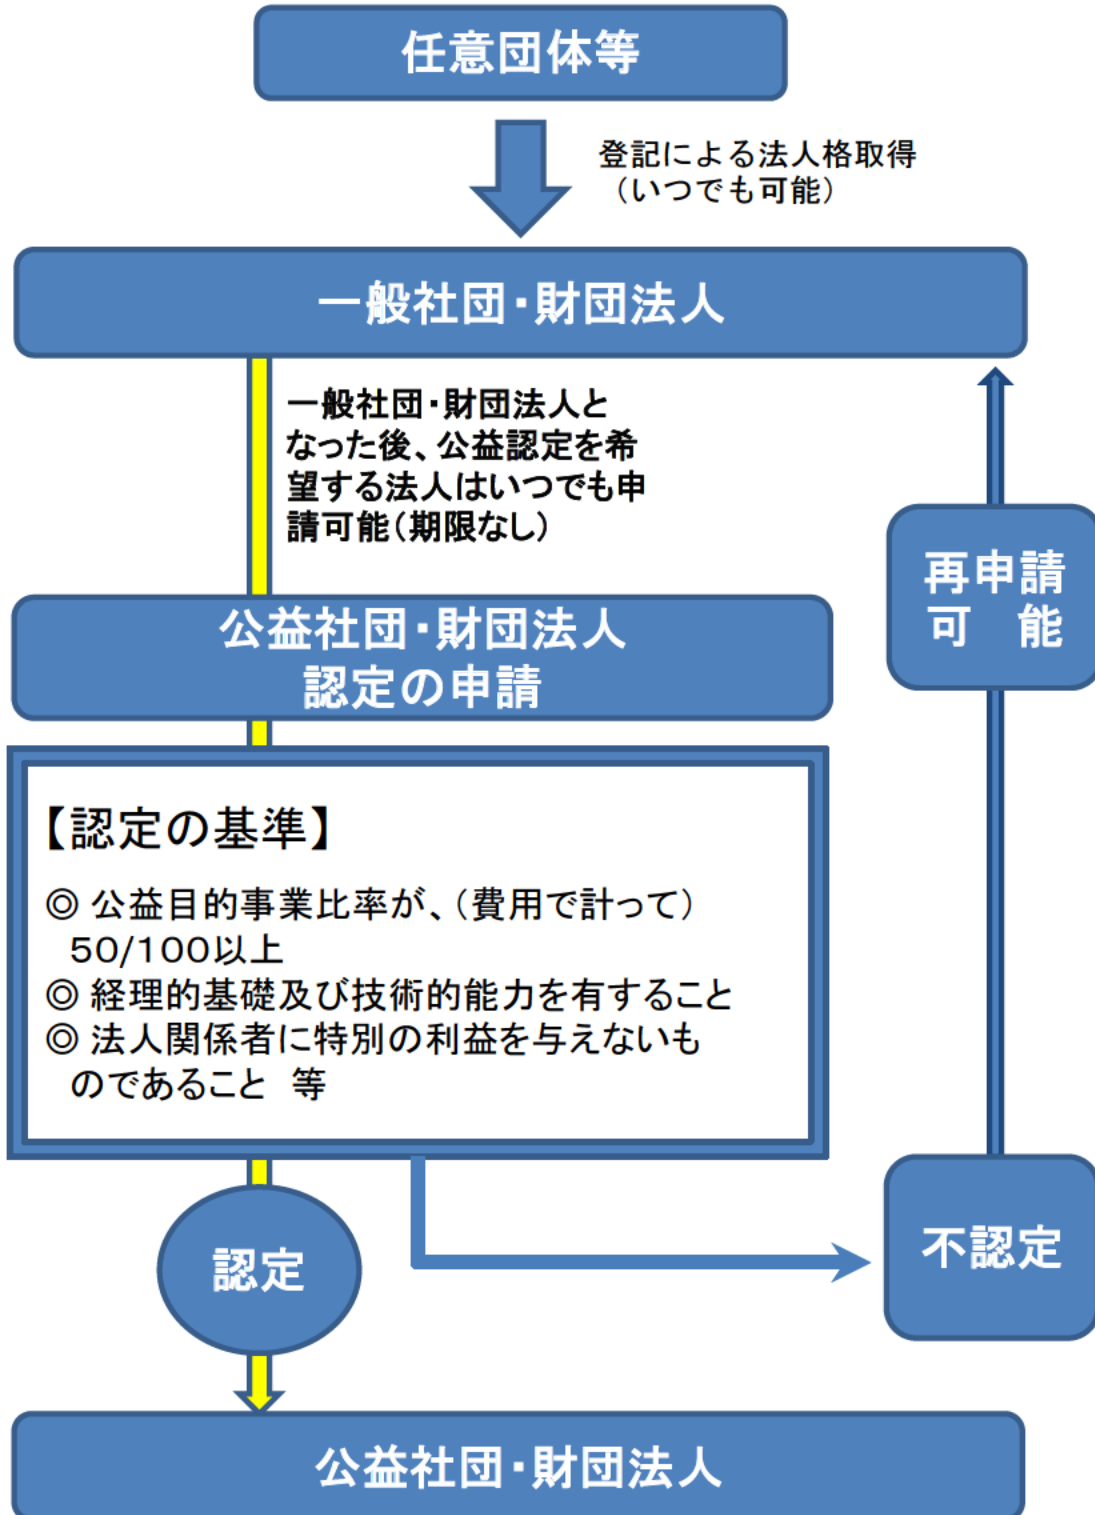 任意団体等
登記による法人格取得
（いつでも可能）
一般社団・財団法人
一般社団・財団法人と
なった後、公益認定を希
望する法人はいつでも申
請可能（期限なし）
再申請
可　能
公益社団・財団法人
認定の申請
【認定の基準】
◎ 公益目的事業比率が、（費用で計って）
50/100以上
◎ 経理的基礎及び技術的能力を有すること
◎ 法人関係者に特別の利益を与えないも
のであること　等
認定
不認定
公益社団・財団法人